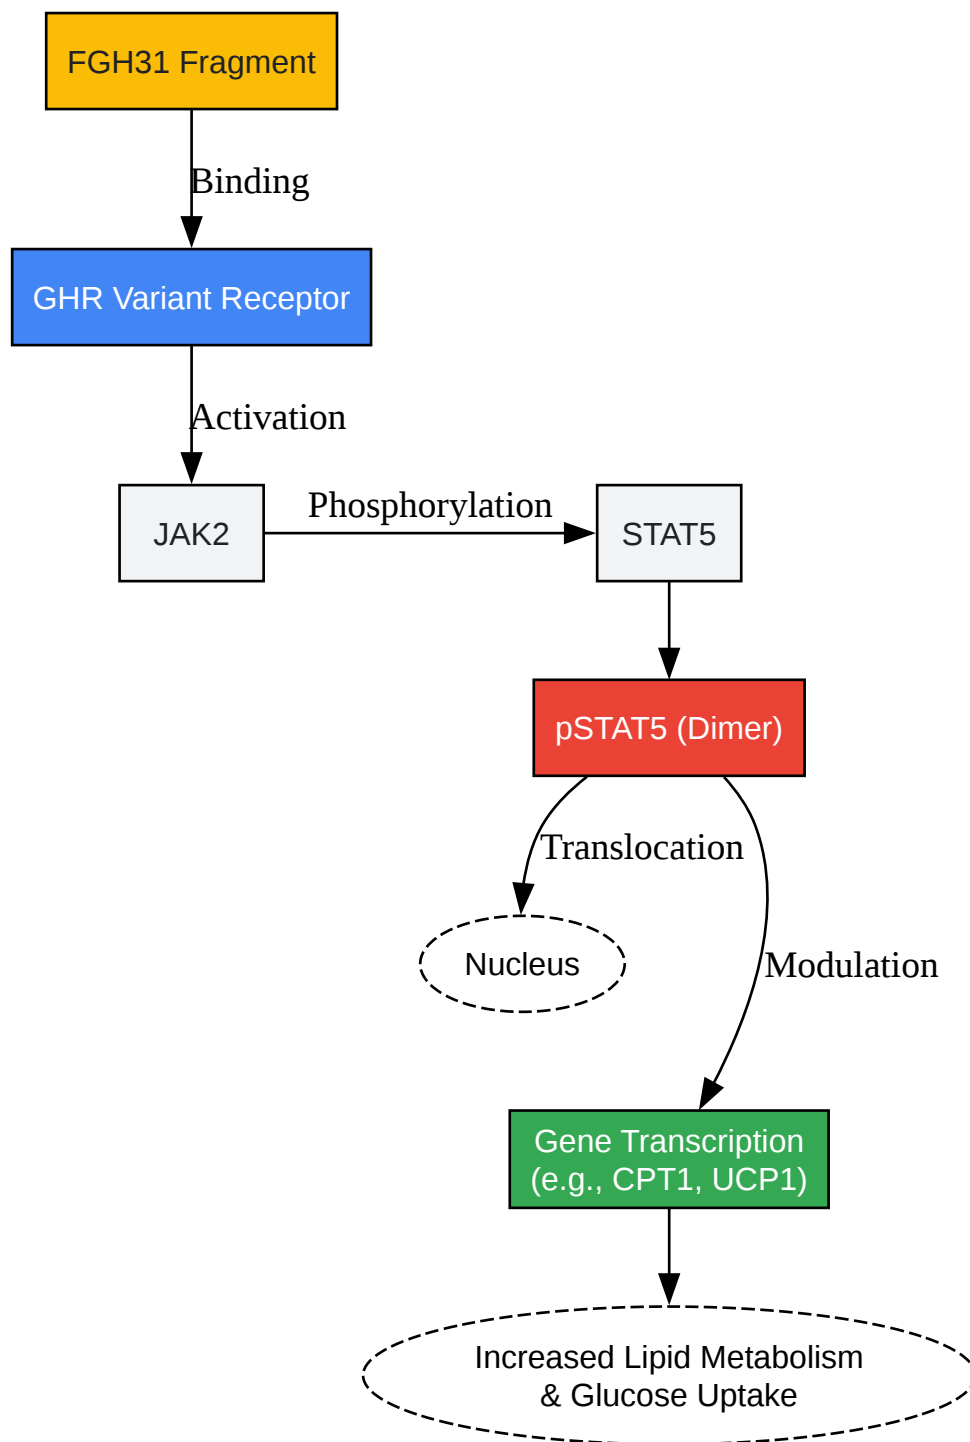 FGH31 Fragment
Binding
GHR Variant Receptor
Activation
JAK2
Phosphorylation
STAT5
pSTAT5 (Dimer)
Translocation
Nucleus
Modulation
Gene Transcription
(e.g., CPT1, UCP1)
Increased Lipid Metabolism
& Glucose Uptake